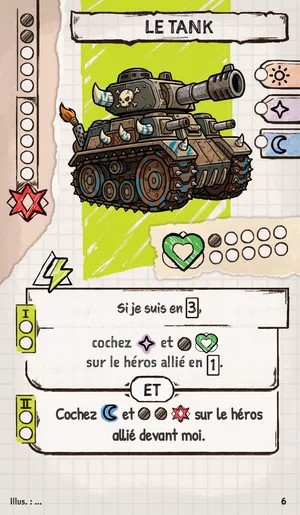 LE TANK
I
Si je suis en 3,
cochez et
sur le héros allié en 1.
ET
II
Cochez et sur le héros
allié devant moi.
Illus. : ...
6